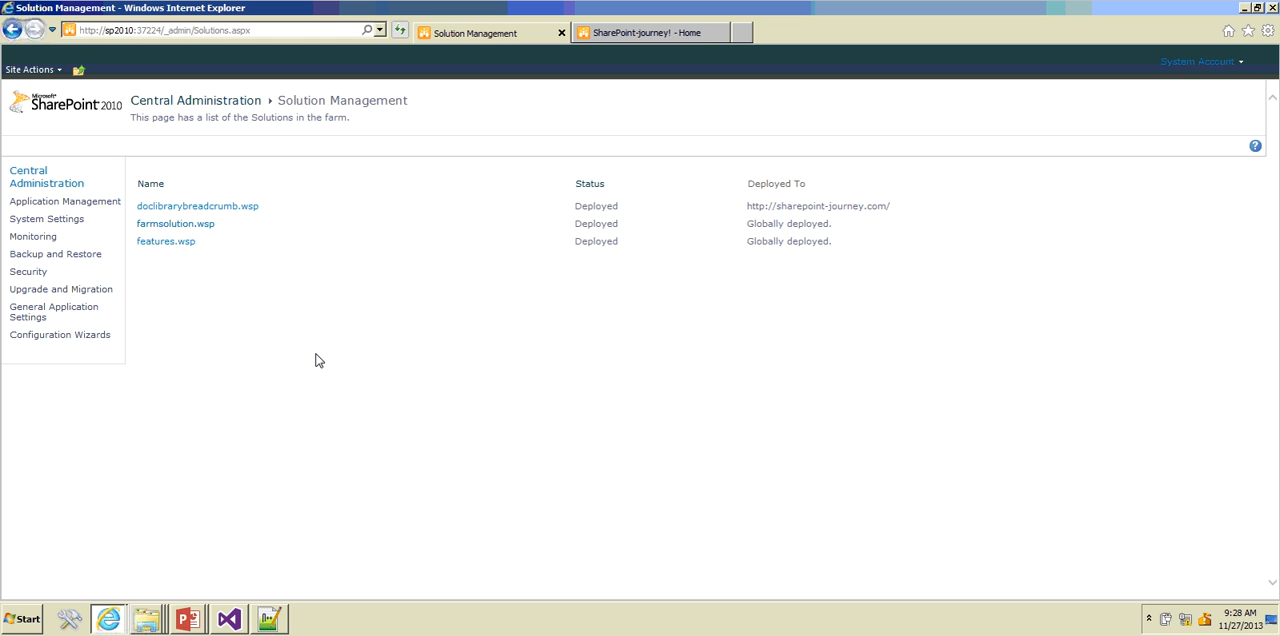 Solution Management - Windows Internet Explorer
http://sp2010:37224/_admin/Solutions.aspx
Solution Management
SharePoint-journey! - Home
System Account
Site Actions
Microsoft
SharePoint 2010
Central Administration Solution Management
This page has a list of the Solutions in the farm.
Central
Administration
Application Management
System Settings
Monitoring
Backup and Restore
Security
Upgrade and Migration
General Application
Settings
Configuration Wizards
Name Status Deployed To
doclibrarybreadcrumb.wsp Deployed http://sharepoint-journey.com/
farmsolution.wsp Deployed Globally deployed.
features.wsp Deployed Globally deployed.
Start
9:28 AM
11/27/2013